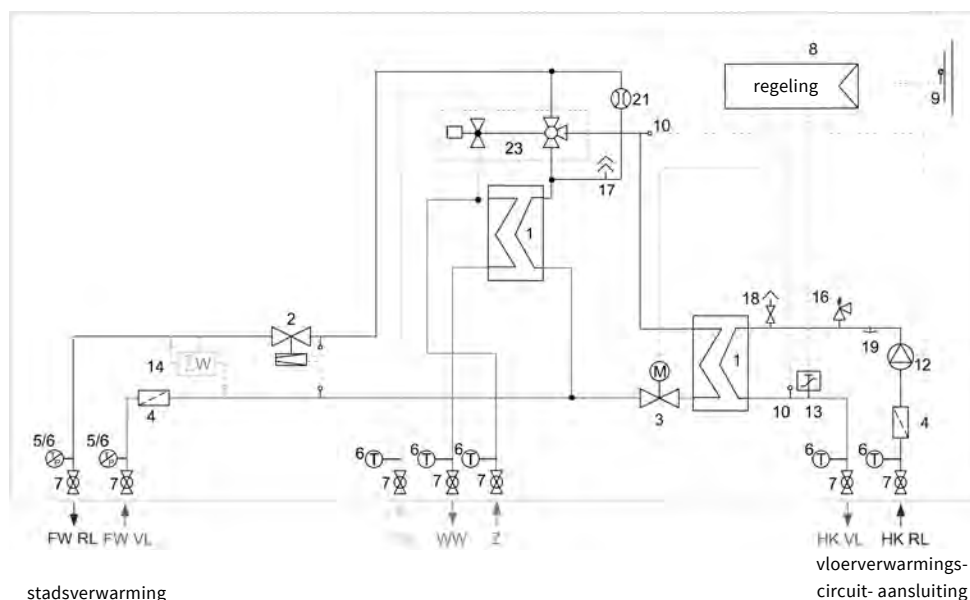 8
regeling
9
21
10
23
17
1
2
18
16
14
ΣW
19
12
1
M
4
3
10
13
4
5/6
5/6
6
T
6
T
6
T
6
T
6
T
7
7
7
7
7
7
7
FW RL
FW VL
WW
Z
HK VL
HK RL
vloerverwarmings-
stadsverwarming
circuit- aansluiting